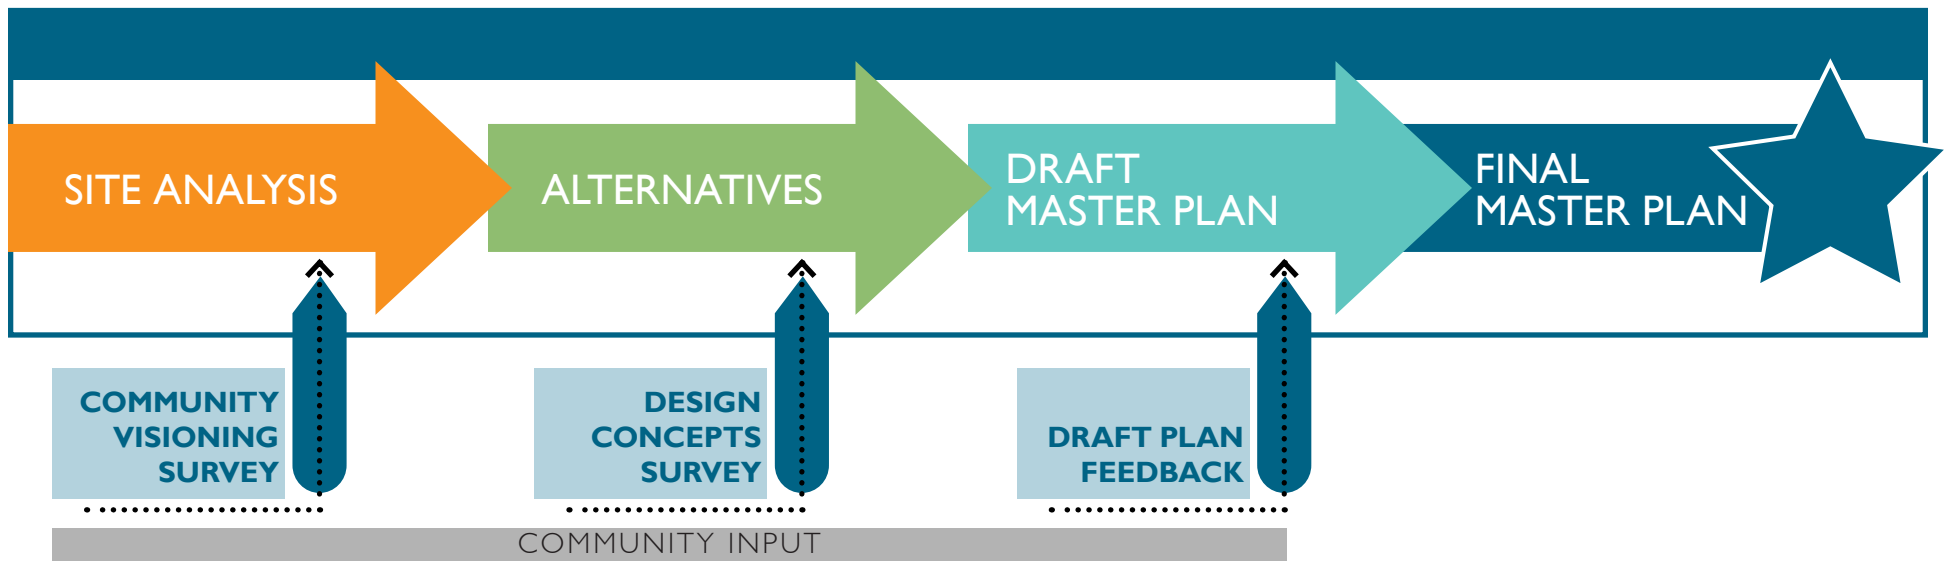 SITE ANALYSIS
ALTERNATIVES
DRAFT
MASTER PLAN
FINAL
MASTER PLAN
COMMUNITY
VISIONING
SURVEY
DESIGN
CONCEPTS
SURVEY
DRAFT PLAN
FEEDBACK
COMMUNITY INPUT